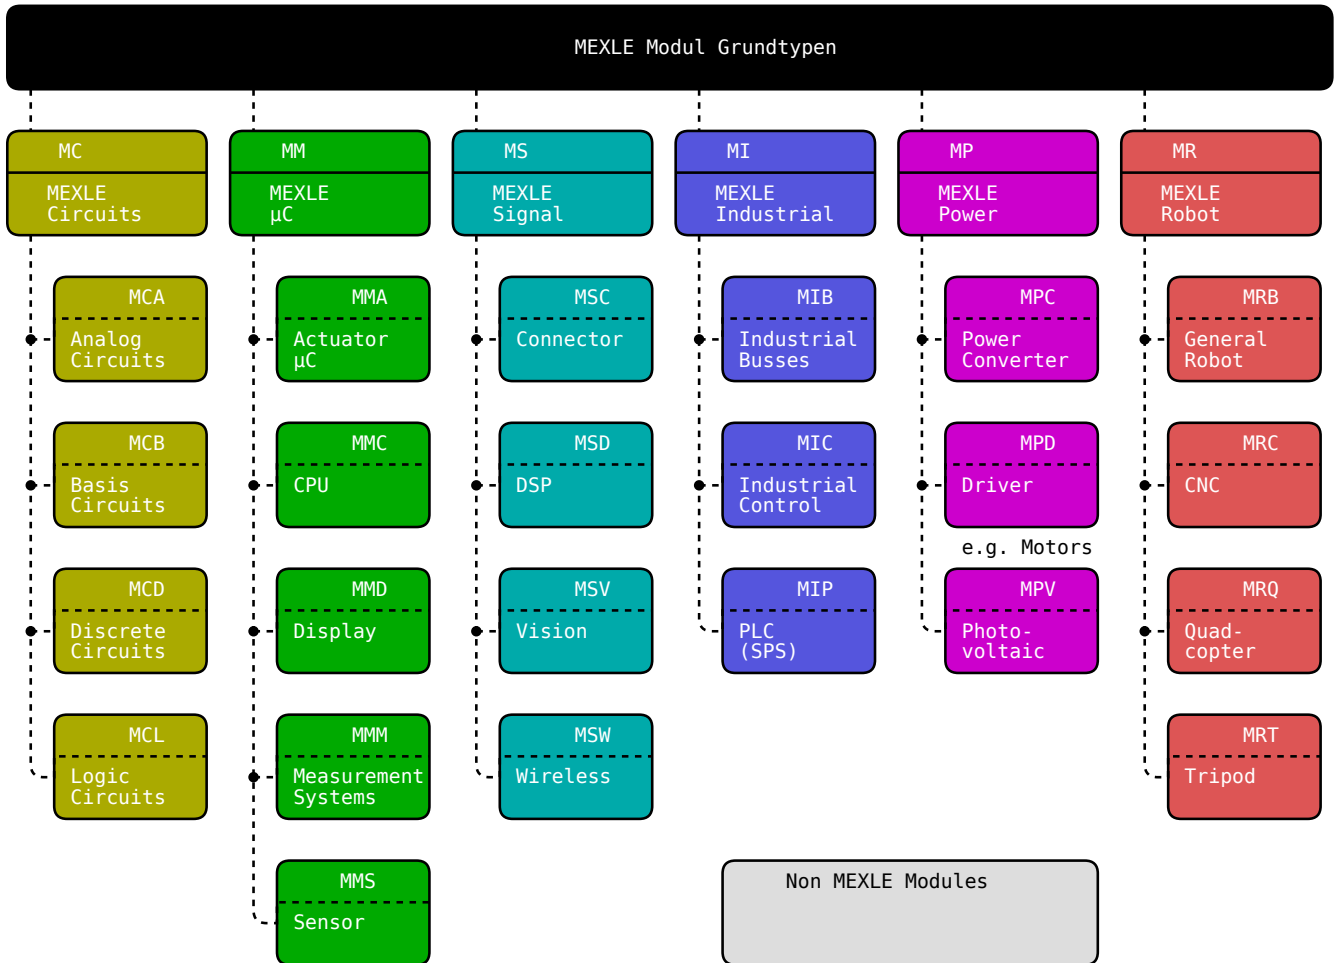 MEXLE Modul Grundtypen
MC
MEXLE
Circuits
MM
MEXLE
µC
MS
MEXLE
Signal
MI
MEXLE
Industrial
MP
MEXLE
Power
MR
MEXLE
Robot
MCA
Analog
Circuits
MMA
Actuator
µC
MSC
Connector
MIB
Industrial
Busses
MPC
Power
Converter
MRB
General
Robot
MCB
Basis
Circuits
MMC
CPU
MSD
DSP
MIC
Industrial
Control
MPD
Driver
e.g. Motors
MRC
CNC
MCD
Discrete
Circuits
MMD
Display
MSV
Vision
MIP
PLC
(SPS)
MPV
Photo-
voltaic
MRQ
Quad-
copter
MCL
Logic
Circuits
MMM
Measurement
Systems
MSW
Wireless
MRT
Tripod
MMS
Sensor
Non MEXLE Modules